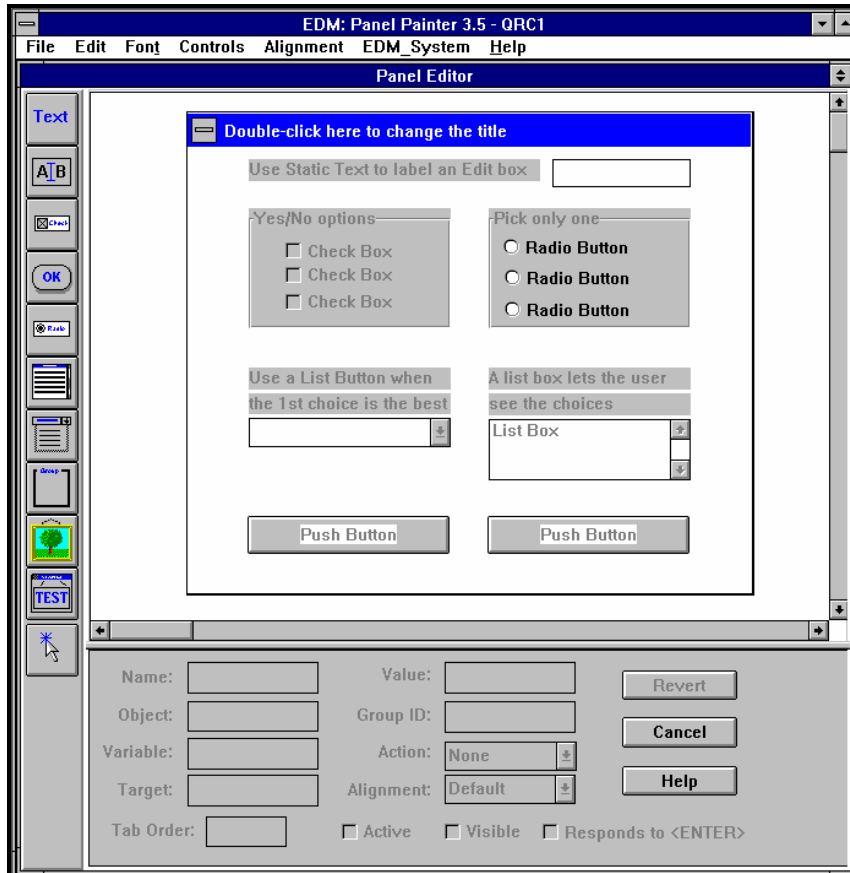 EDM: Panel Painter 3.5 - QRC1
File Edit Font Controls Alignment EDM_System Help
Panel Editor
Text
A B
Check
OK
Radio
Group
TEST
Double-click here to change the title
Use Static Text to label an Edit box
Yes/No options
Check Box
Check Box
Check Box
Pick only one
Radio Button
Radio Button
Radio Button
Use a List Button when
the 1st choice is the best
A list box lets the user
see the choices
List Box
Push Button
Push Button
Name:
Value:
Revert
Object:
Group ID:
Cancel
Variable:
Action: None
Help
Target:
Alignment: Default
Tab Order:
Active
Visible
Responds to <ENTER>